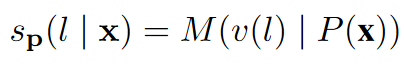 s_𝐩(l | 𝐱) = M(v(l) | P(𝐱))